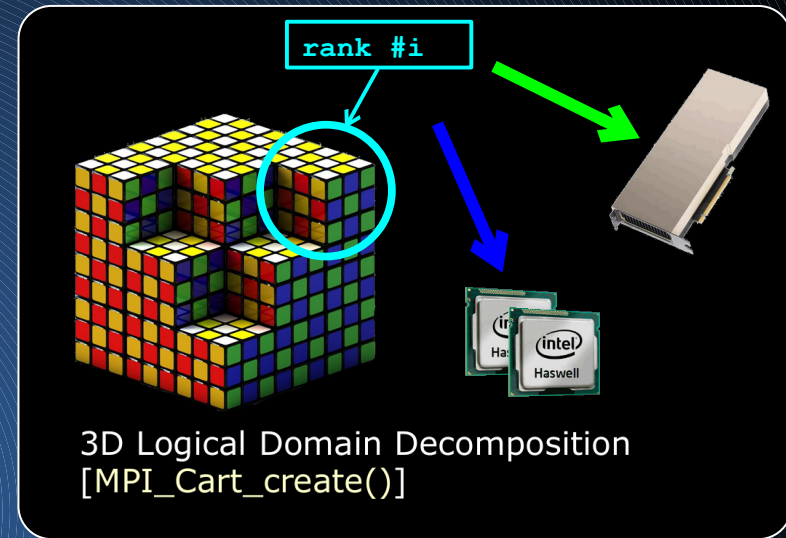 rank #i
(intel)
Haswell
3D Logical Domain Decomposition
[MPI_Cart_create()]